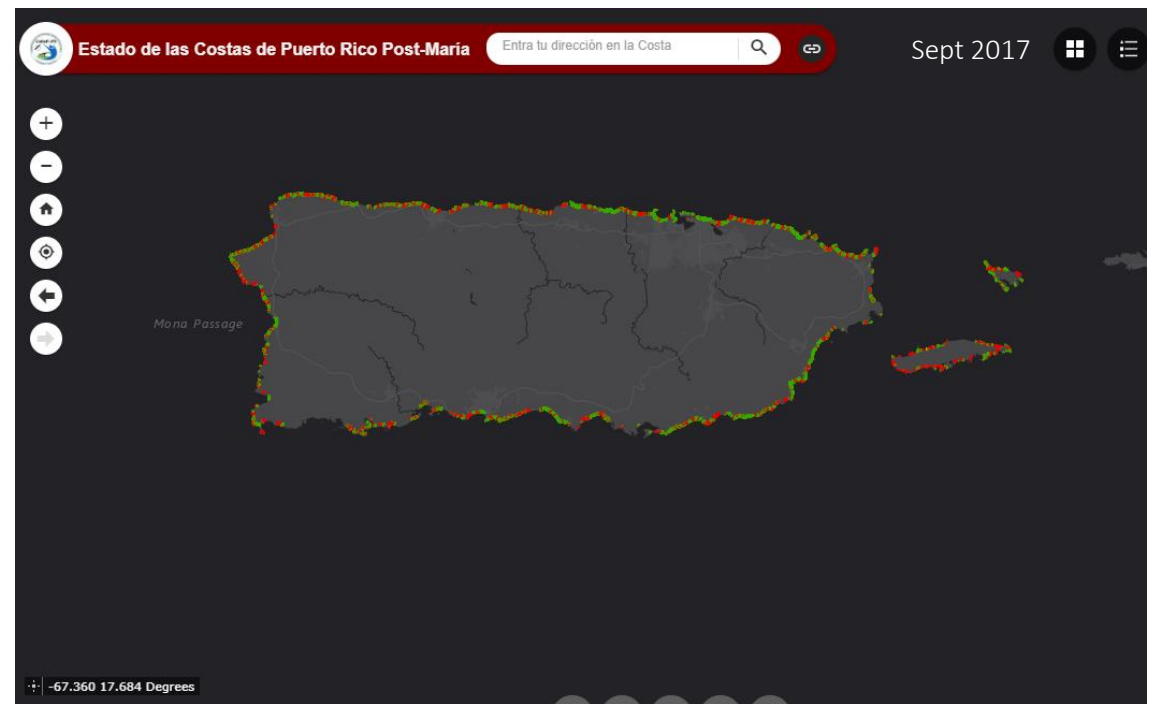 Estado de las Costas de Puerto Rico Post-María
Entra tu dirección en la Costa
Sept 2017
Mona Passage
-67.360 17.684 Degrees